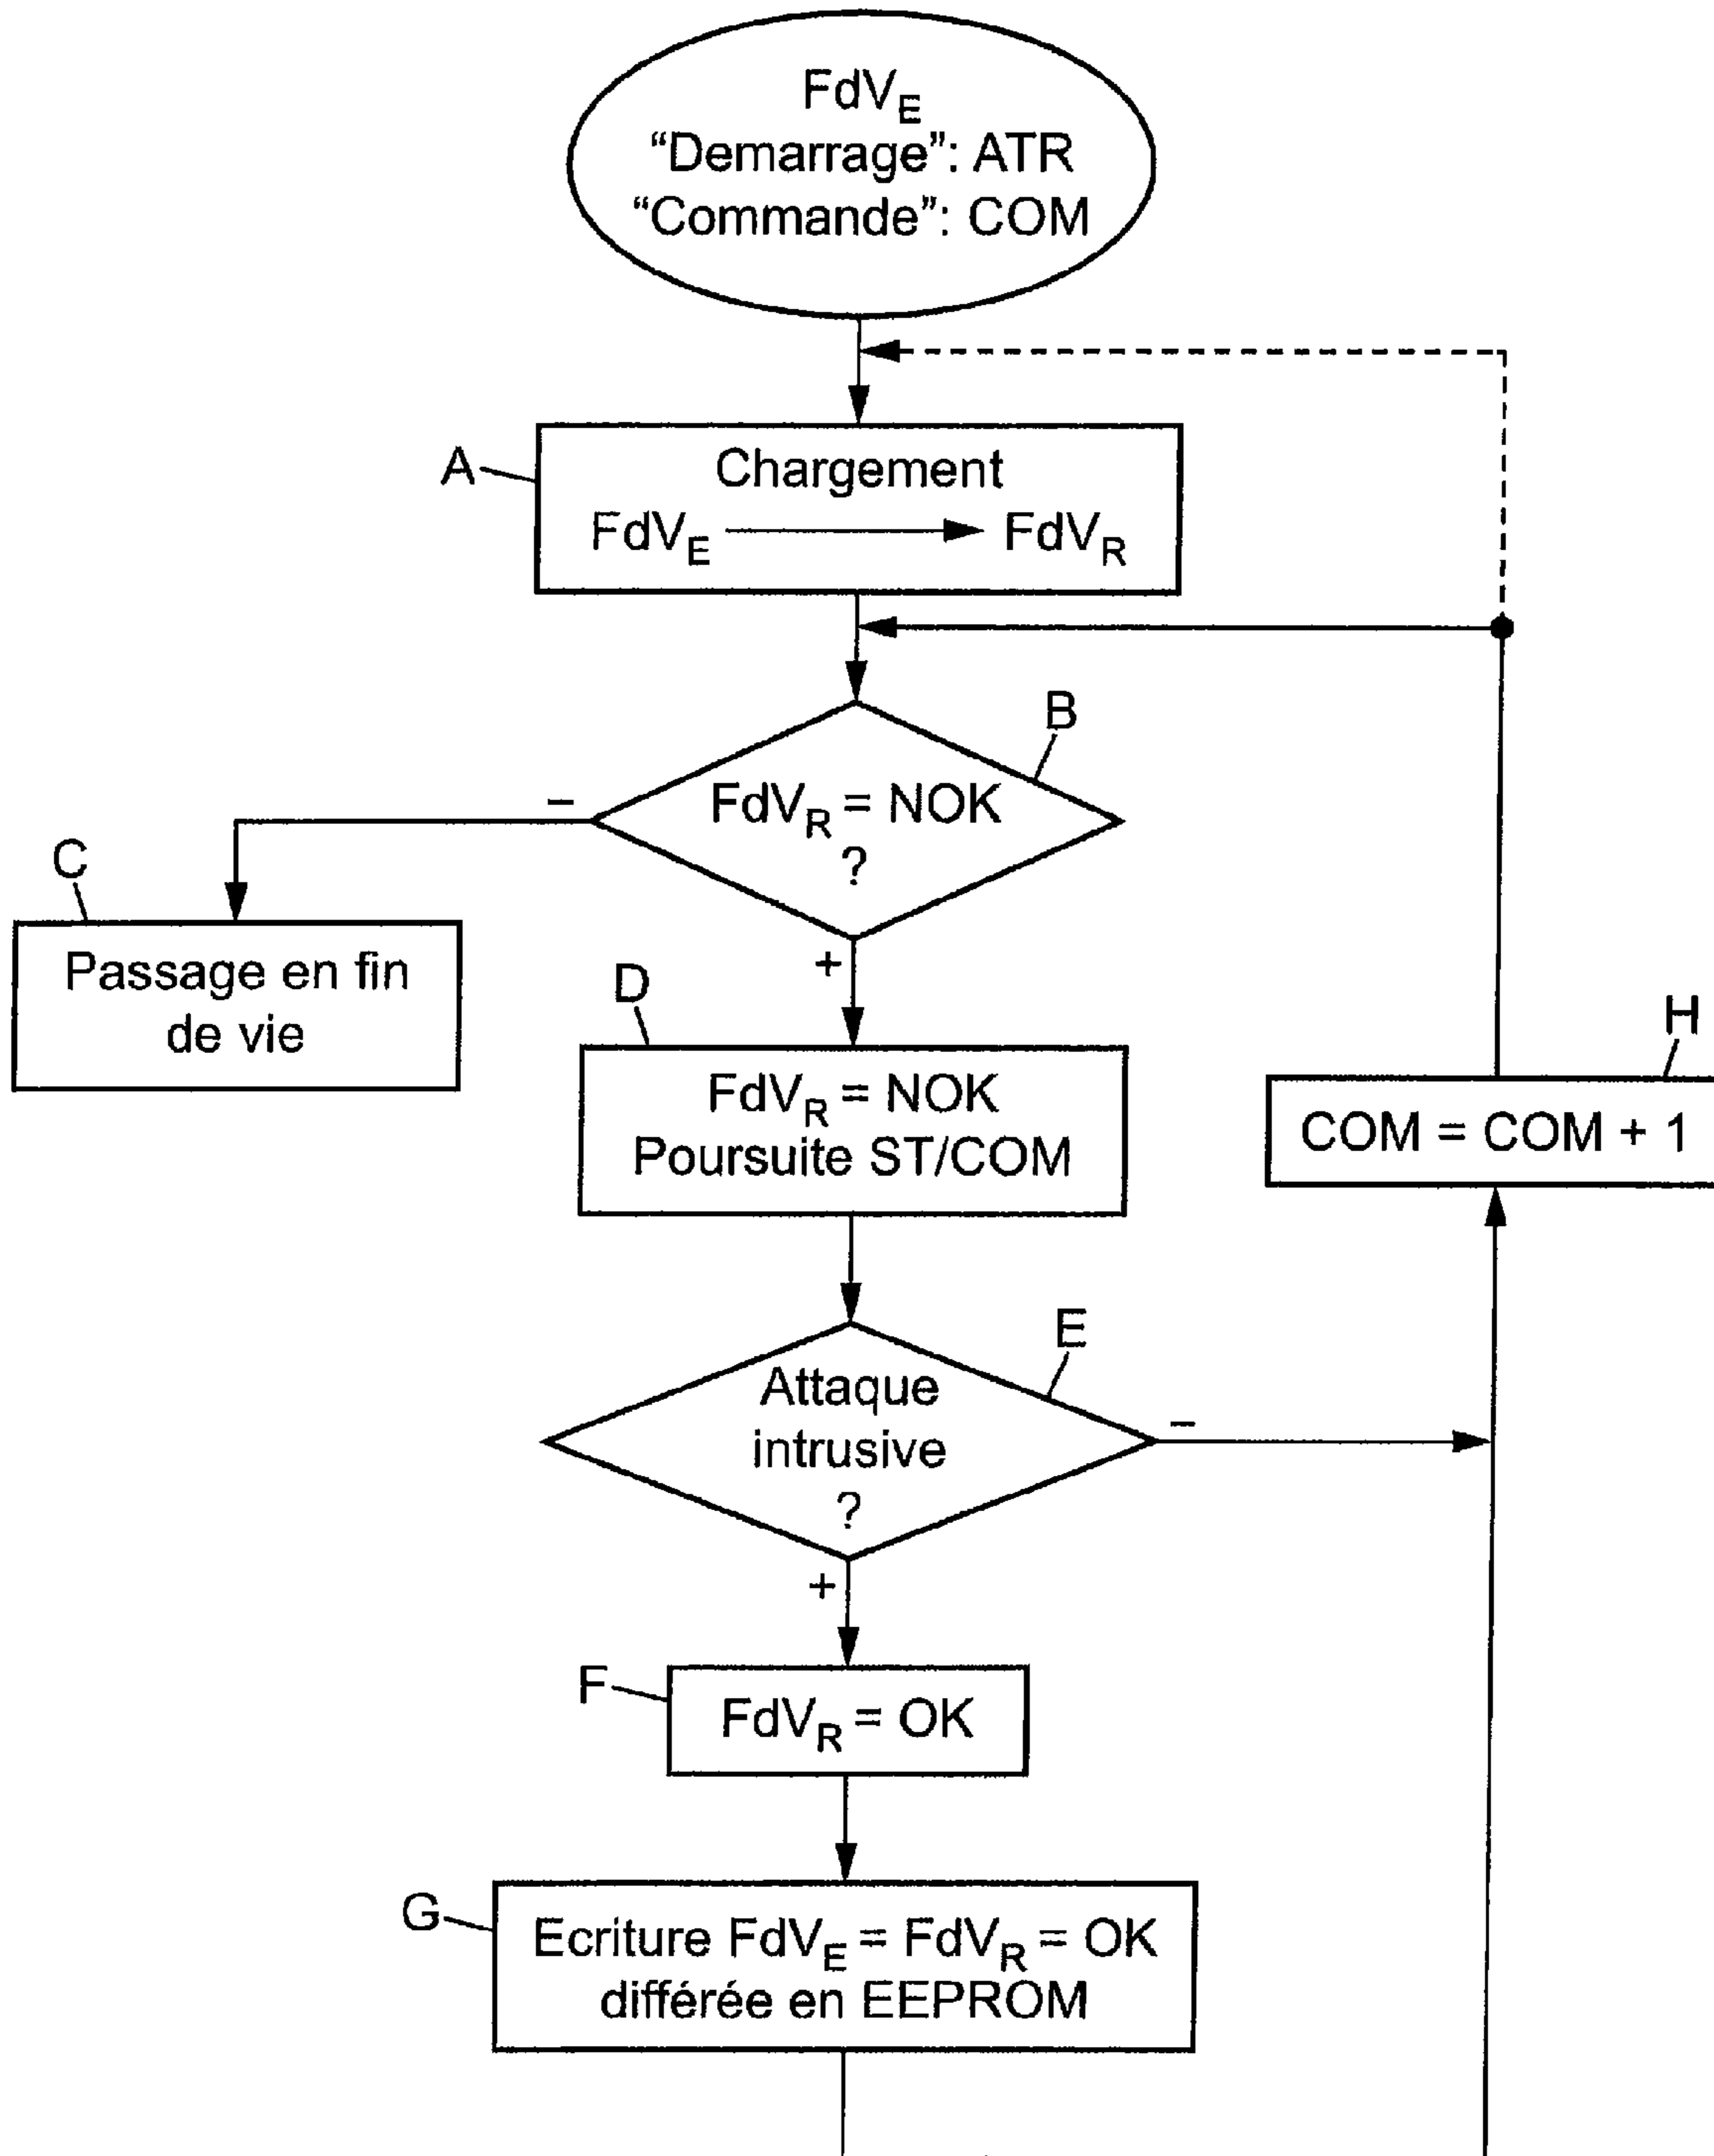 FdV_E
“Demarrage”: ATR
“Commande”: COM
A
Chargement
FdV_E → FdV_R
B
FdV_R = NOK
?
–
+
C
Passage en fin
de vie
D
FdV_R = NOK
Poursuite ST/COM
H
COM = COM + 1
E
Attaque
intrusive
?
–
+
F
FdV_R = OK
G
Ecriture FdV_E = FdV_R = OK
différée en EEPROM